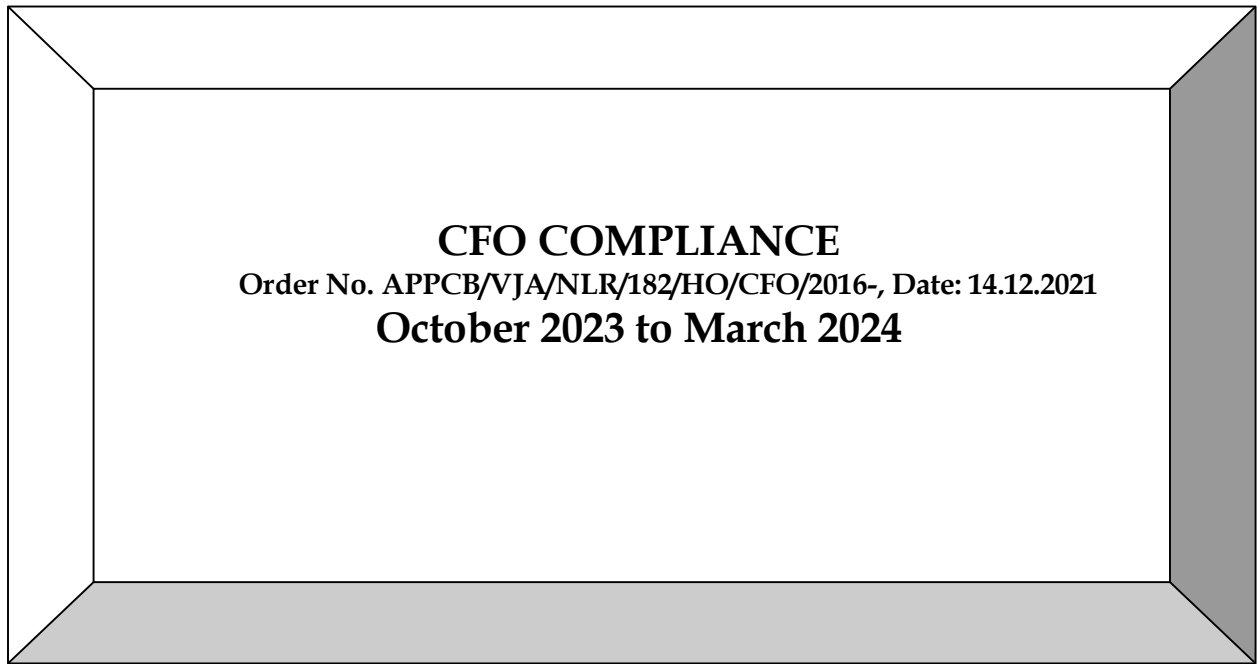 CFO COMPLIANCE
Order No. APPCB/VJA/NLR/182/HO/CFO/2016-, Date: 14.12.2021
October 2023 to March 2024